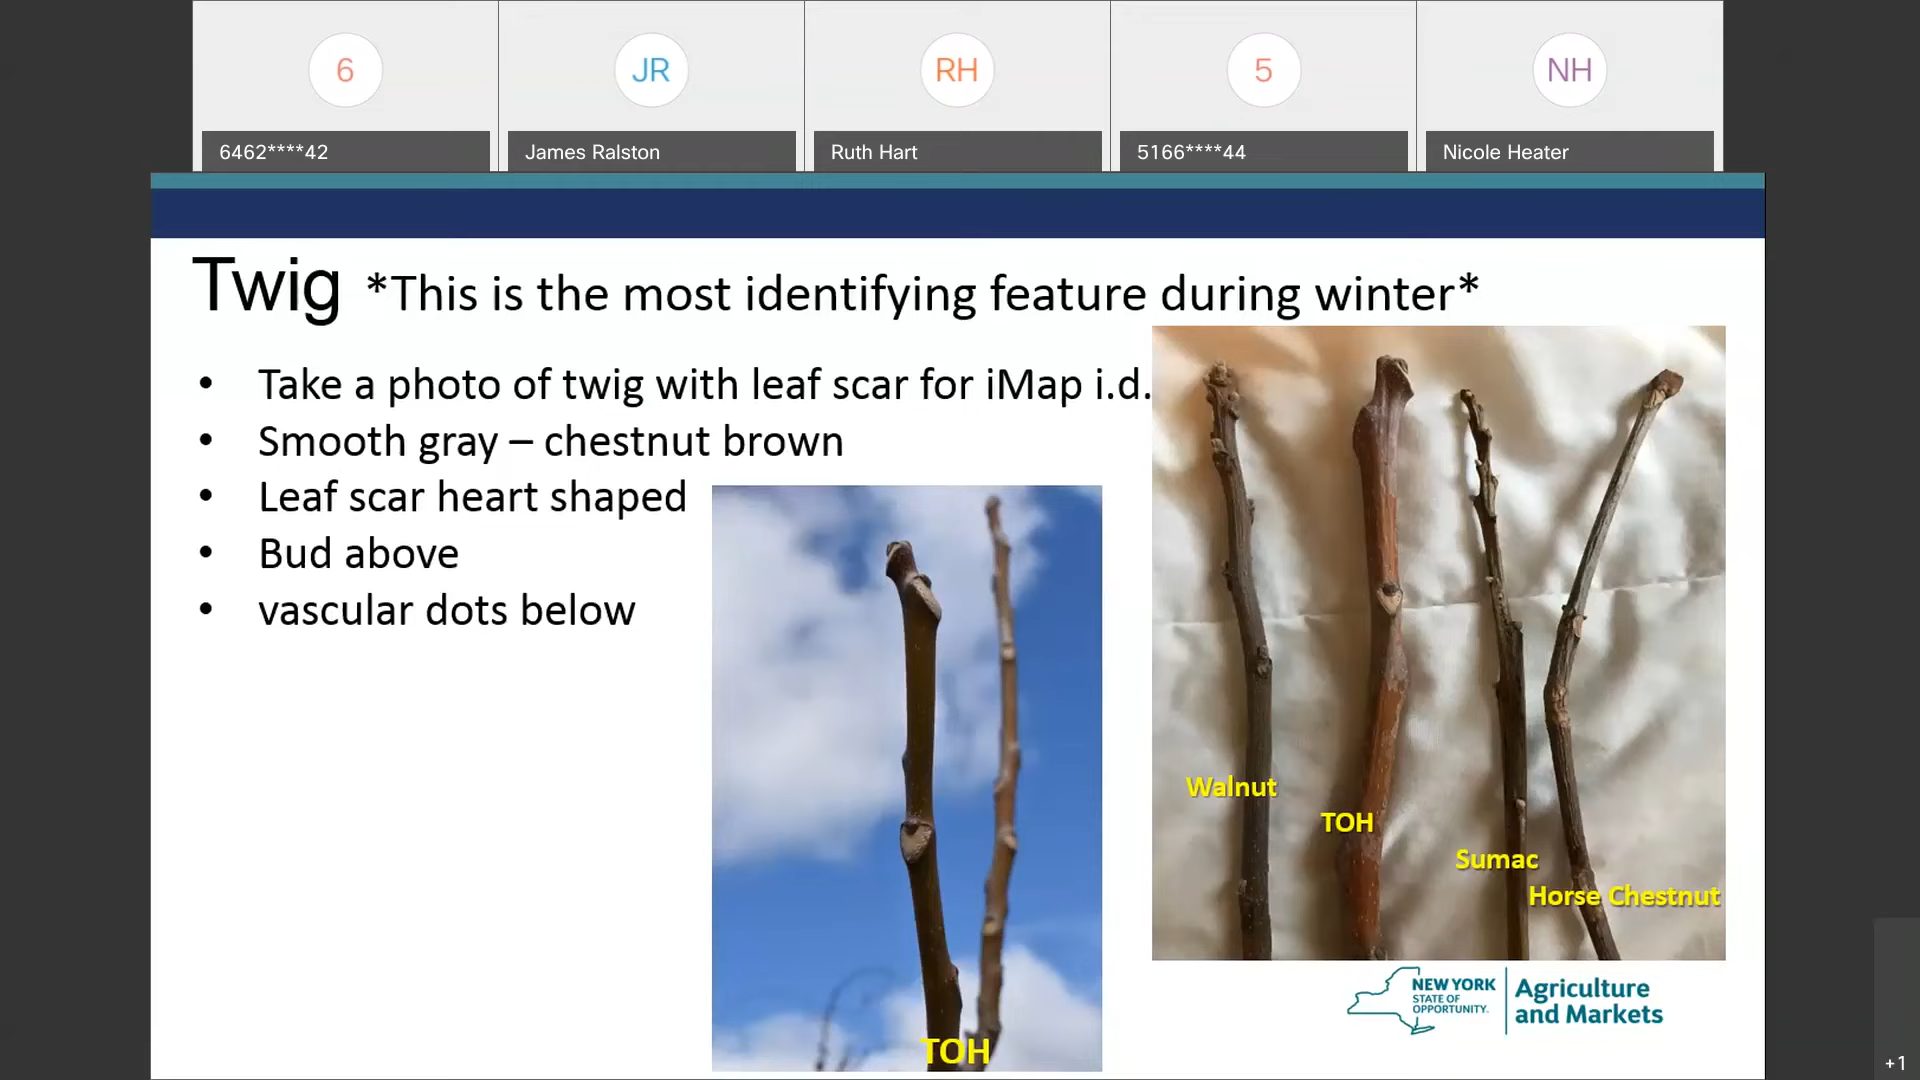 6
JR
RH
5
NH
6462****42
James Ralston
Ruth Hart
5166****44
Nicole Heater
Twig *This is the most identifying feature during winter*
• Take a photo of twig with leaf scar for iMap i.d.
• Smooth gray – chestnut brown
• Leaf scar heart shaped
• Bud above
• vascular dots below
TOH
Walnut
TOH
Sumac
Horse Chestnut
NEW YORK
STATE OF
OPPORTUNITY.
Agriculture
and Markets
+1